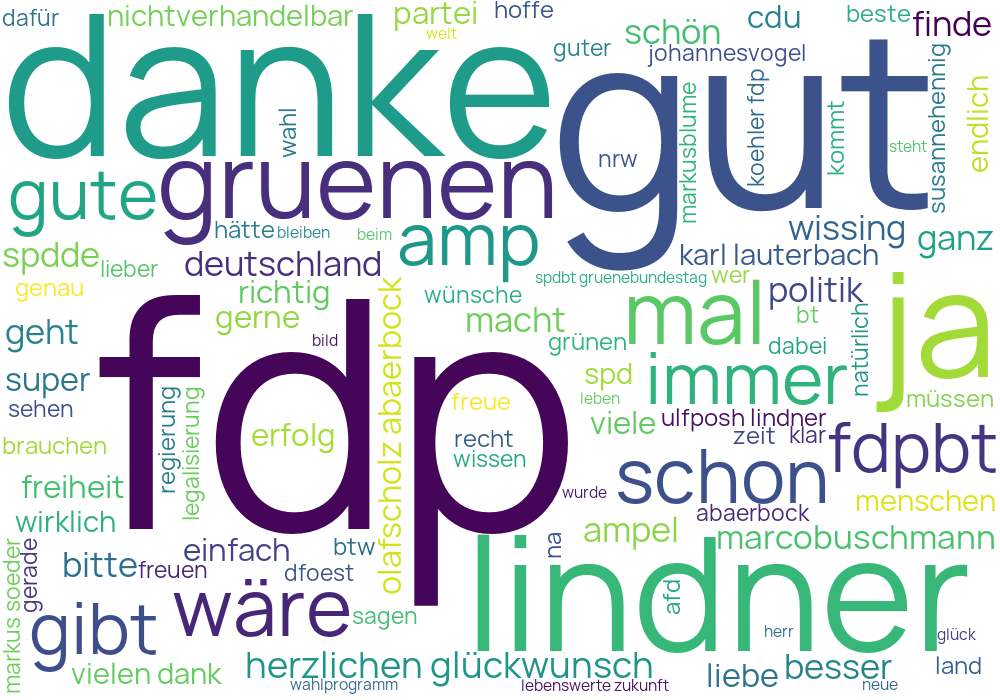 dafür
nichtverhandelbar
partei
hoffe
welt
schön
cdu
beste
finde
danke
guter
johannesvogel
gut
wahl
nrw
markusblume
koehler fdp
kommt
steht
susannehennig
endlich
gute
gruenen
hätte
bleiben
beim
amp
wissing
ganz
spdde
lieber
deutschland
karl lauterbach
genau
richtig
gerne
wünsche
spdbt gruenebundestag
wer
politik
ja
geht
bild
macht
mal
bt
natürlich
grünen
dabei
super
sehen
fdp
olafscholz abaerbock
freue
spd
immer
leben
müssen
brauchen
regierung
legalisierung
erfolg
recht
wissen
viele
ulfposh lindner
zeit
klar
fdpbt
freiheit
wurde
schon
menschen
wirklich
abaerbock
ampel
marcobuschmann
markus soeder
gerade
bitte
freuen
einfach
btw
dfoest
na
lindner
afd
gibt
wäre
sagen
herr
glück
vielen dank
herzlichen glückwunsch
wahlprogramm
lebenswerte zukunft
liebe
besser
neue
land